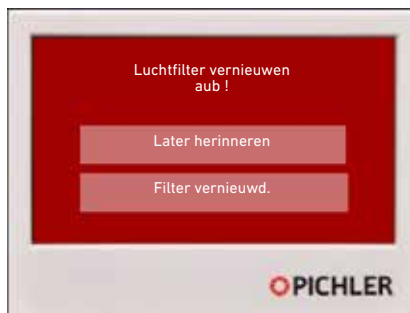 Luchtfilter vernieuwen
aub !
Later herinneren
Filter vernieuwd.
PICHLER